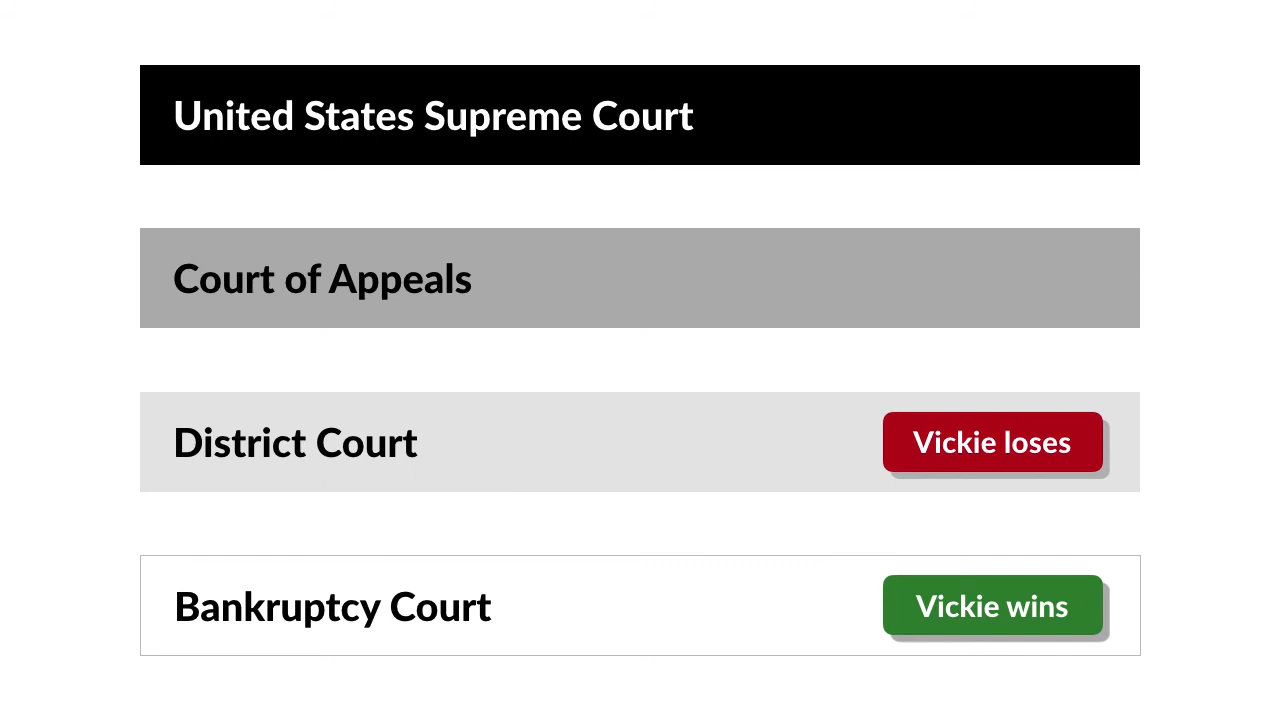 United States Supreme Court
Court of Appeals
District Court
Vickie loses
Bankruptcy Court
Vickie wins